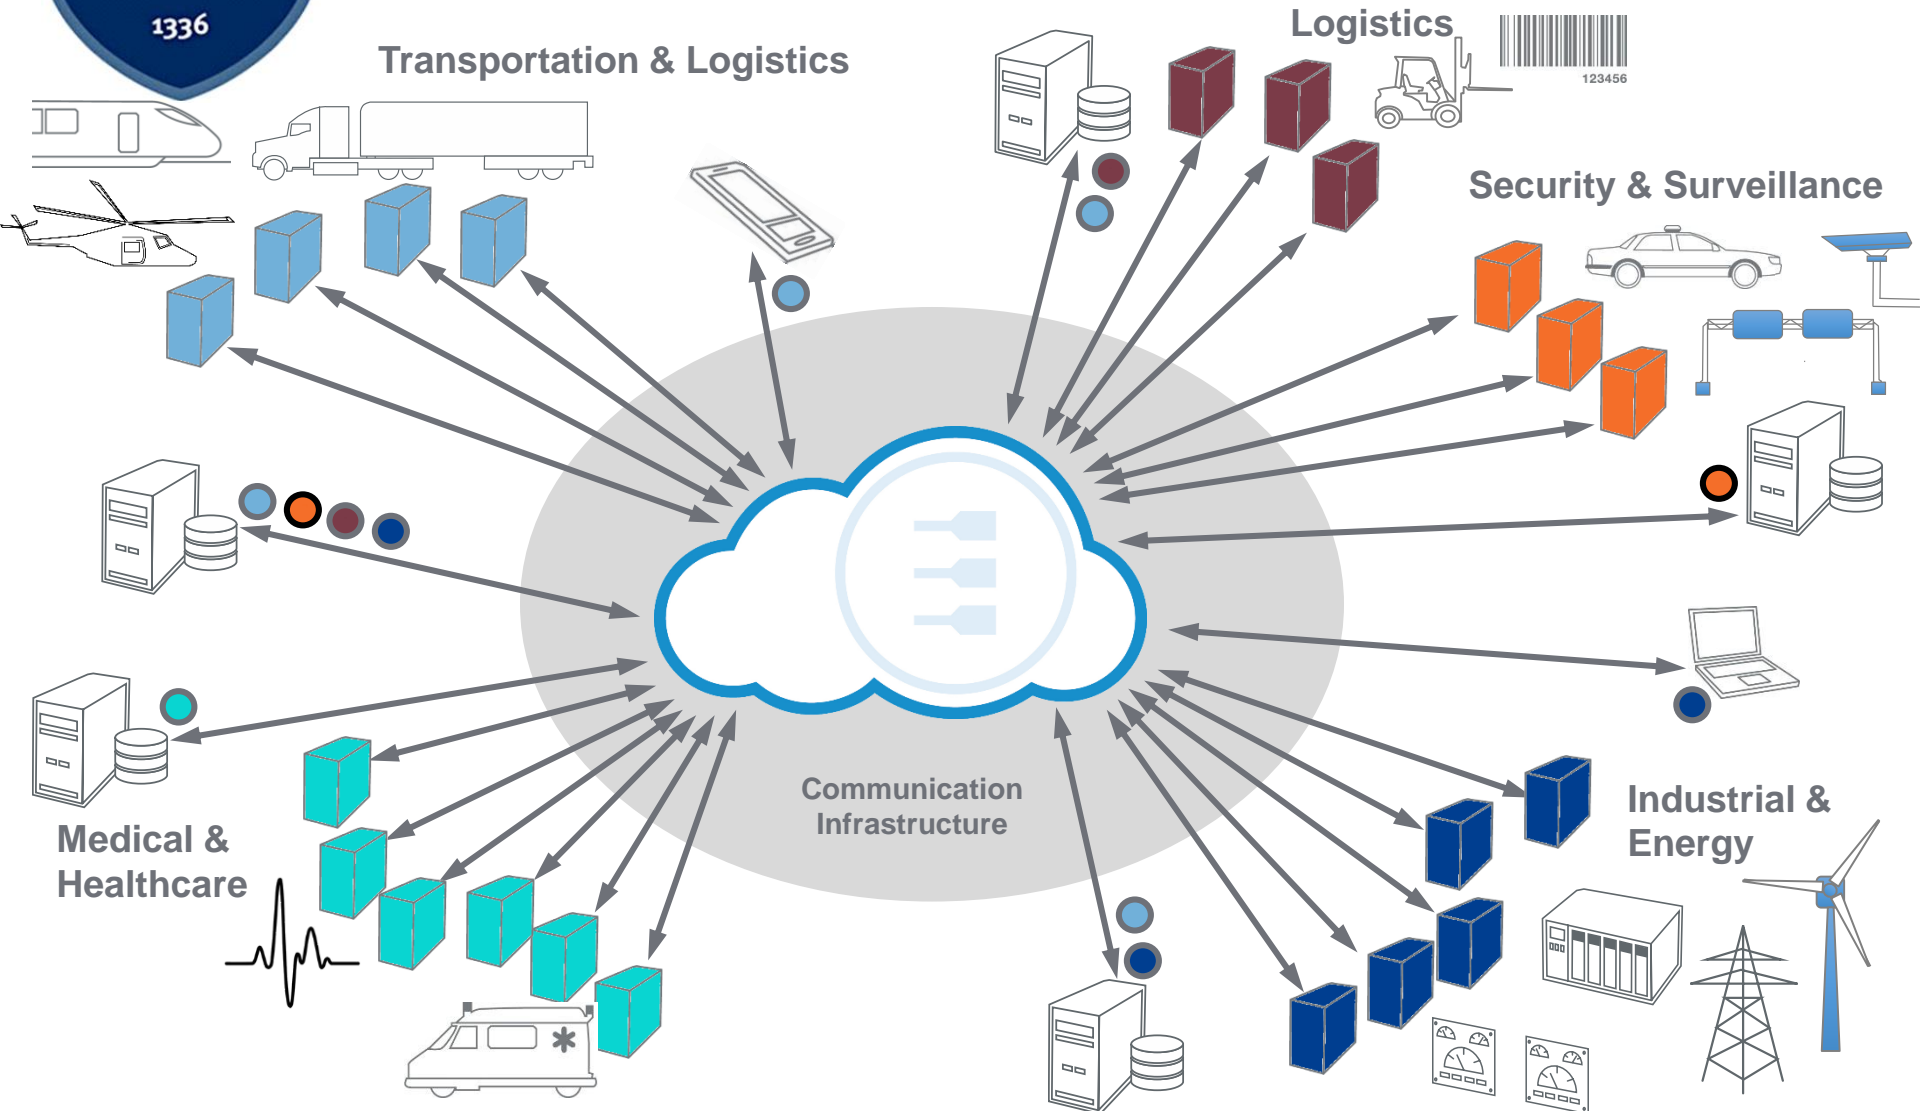 1336
Transportation & Logistics
Logistics
123456
Security & Surveillance
Communication
Infrastructure
Medical &
Healthcare
Industrial &
Energy